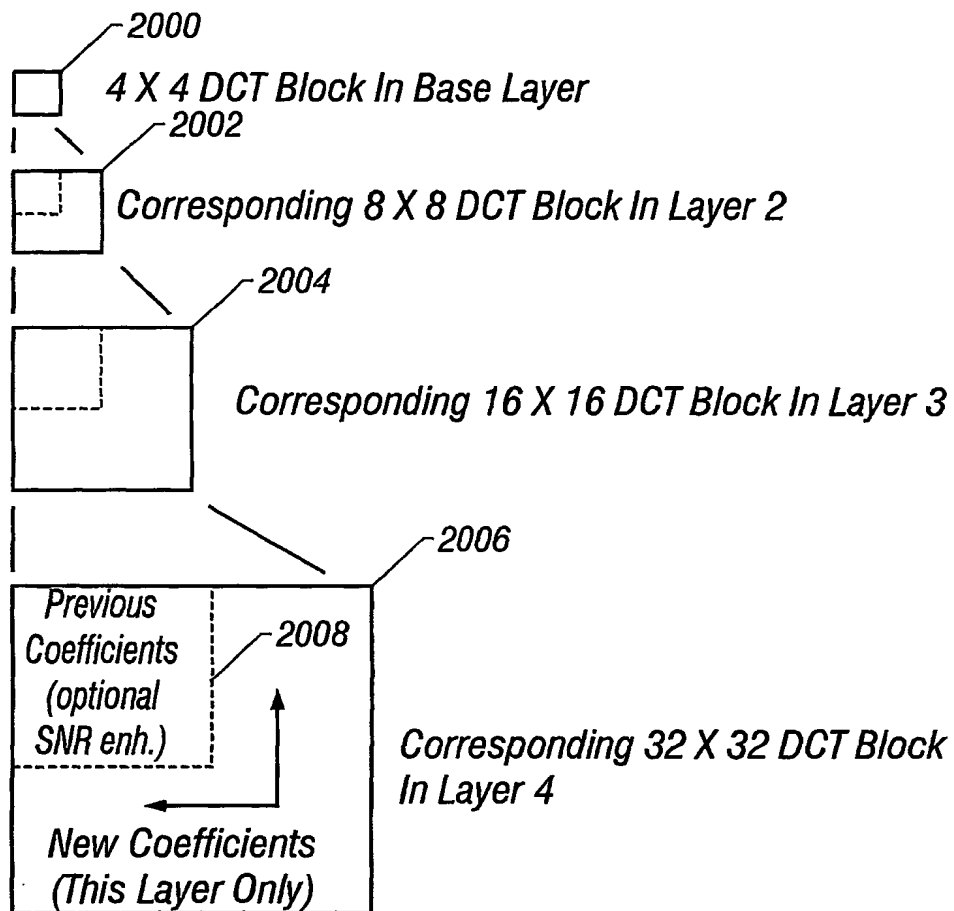 2000
4 X 4 DCT Block In Base Layer
2002
Corresponding 8 X 8 DCT Block In Layer 2
2004
Corresponding 16 X 16 DCT Block In Layer 3
2006
Previous
Coefficients
(optional
SNR enh.)
2008
Corresponding 32 X 32 DCT Block
In Layer 4
New Coefficients
(This Layer Only)